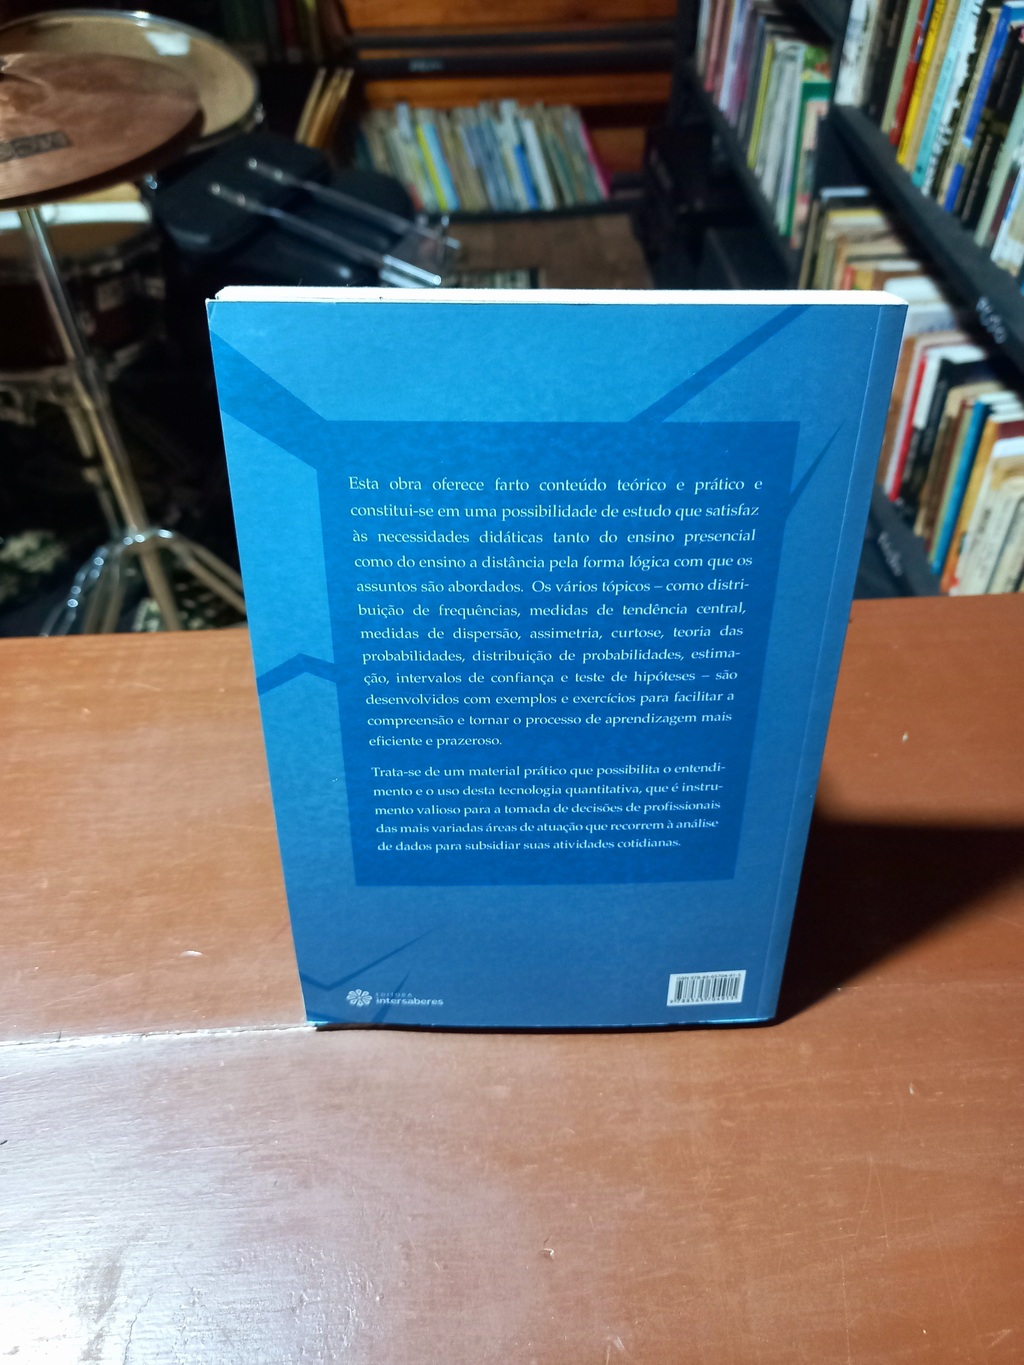 Esta obra oferece farto conteúdo teórico e prático e
constitui-se em uma possibilidade de estudo que satisfaz
às necessidades didáticas tanto do ensino presencial
como do ensino a distância pela forma lógica com que os
assuntos são abordados. Os vários tópicos – como distri-
buição de frequências, medidas de tendência central,
medidas de dispersão, assimetria, curtose, teoria das
probabilidades, distribuição de probabilidades, estima-
ção, intervalos de confiança e teste de hipóteses – são
desenvolvidos com exemplos e exercícios para facilitar a
compreensão e tornar o processo de aprendizagem mais
eficiente e prazeroso.
Trata-se de um material prático que possibilita o entendi-
mento e o uso desta tecnologia quantitativa, que é instru-
mento valioso para a tomada de decisões de profissionais
das mais variadas áreas de atuação que recorrem à análise
de dados para subsidiar suas atividades cotidianas.
EDITORA
intersaberes